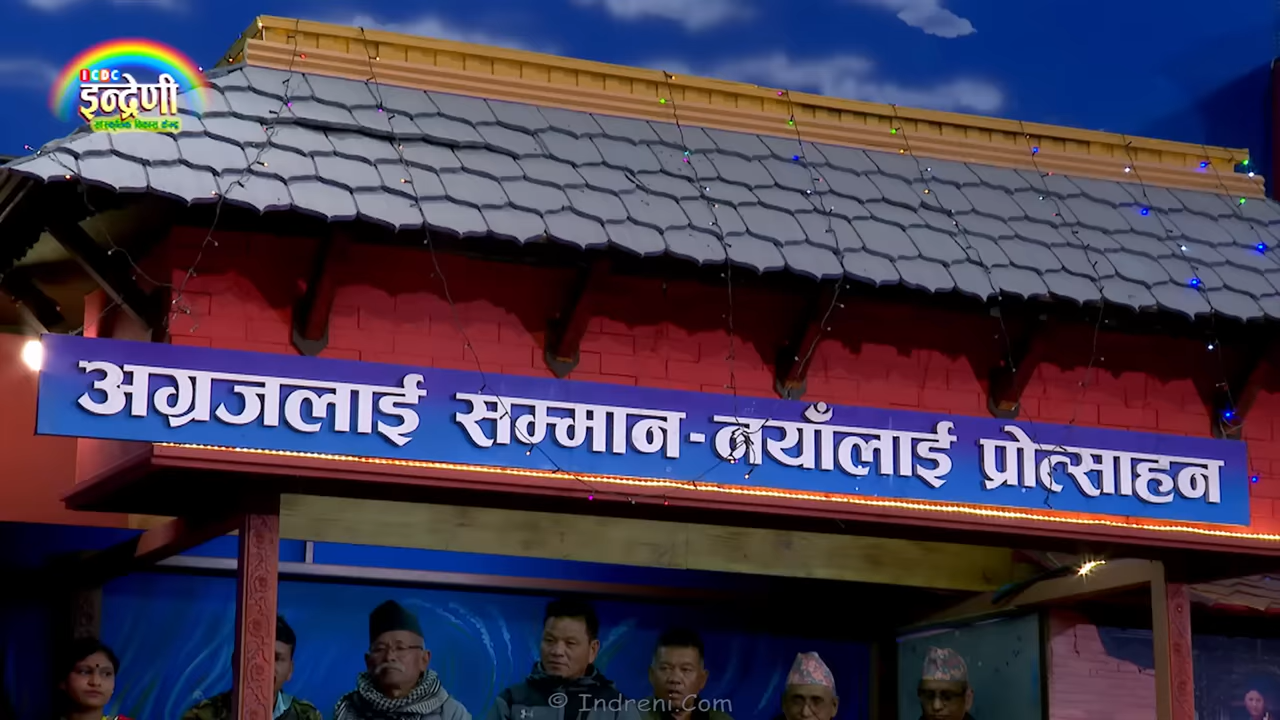 ICDC
इन्द्रेणी
सांस्कृतिक विकास केन्द्र
अग्रजलाई सम्मान-नयाँलाई प्रोत्साहन
© Indreni.Com